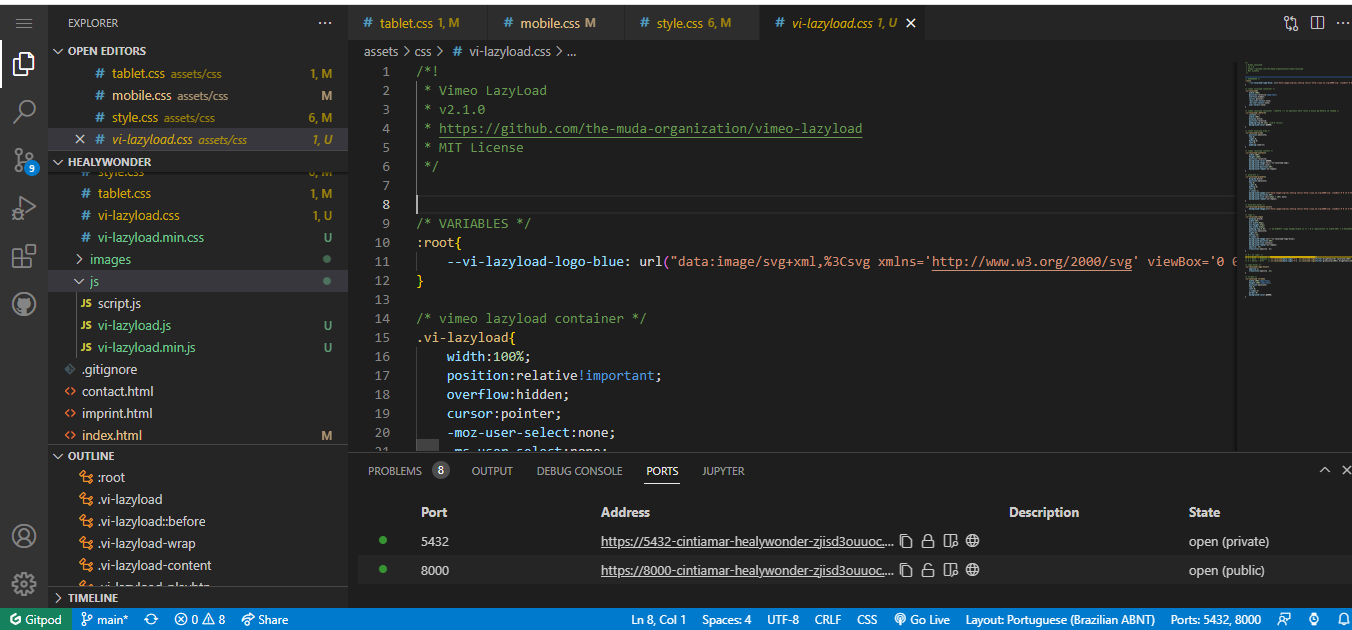 EXPLORER
OPEN EDITORS
# tablet.css assets/css 1, M
# mobile.css assets/css M
# style.css assets/css 6, M
# vi-lazyload.css assets/css 1, U
HEALYWONDER
style.css 6, M
# tablet.css 1, M
# vi-lazyload.css 1, U
# vi-lazyload.min.css U
images
js
JS script.js
JS vi-lazyload.js U
JS vi-lazyload.min.js U
.gitignore
contact.html
imprint.html
index.html M
OUTLINE
:root
.vi-lazyload
.vi-lazyload::before
.vi-lazyload-wrap
.vi-lazyload-content
TIMELINE
# tablet.css 1, M
# mobile.css M
# style.css 6, M
# vi-lazyload.css 1, U
assets > css > # vi-lazyload.css > ...
1 /*!
2 * Vimeo LazyLoad
3 * v2.1.0
4 * https://github.com/the-muda-organization/vimeo-lazyload
5 * MIT License
6 */
7
8
9 /* VARIABLES */
10 :root{
11 --vi-lazyload-logo-blue: url("data:image/svg+xml,%3Csvg xmlns='http://www.w3.org/2000/svg' viewBox='0 0
12 }
13
14 /* vimeo lazyload container */
15 .vi-lazyload{
16 width:100%;
17 position:relative!important;
18 overflow:hidden;
19 cursor:pointer;
20 -moz-user-select:none;
21 -ms-user-select:none;
PROBLEMS 8 OUTPUT DEBUG CONSOLE PORTS JUPYTER
Port Address Description State
5432 https://5432-cintiamar-healywonder-zjisd3ouuoc.... open (private)
8000 https://8000-cintiamar-healywonder-zjisd3ouuoc.... open (public)
9
Gitpod main* 0 8 Share Ln 8, Col 1 Spaces: 4 UTF-8 CRLF CSS Go Live Layout: Portuguese (Brazilian ABNT) Ports: 5432, 8000